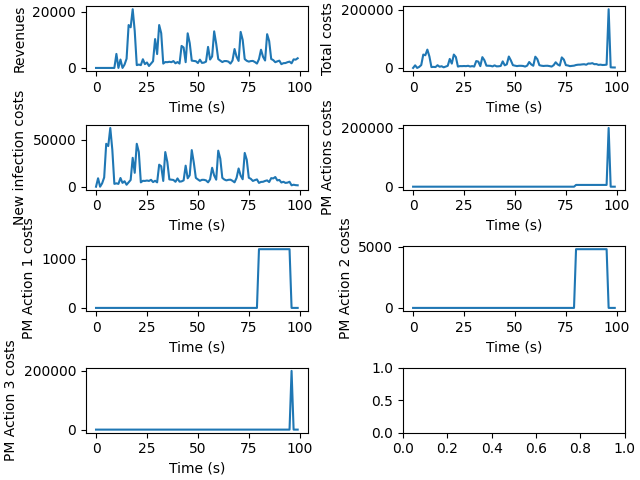 Revenues
20000
0
0 25 50 75 100
Time (s)
Total costs
200000
0
0 25 50 75 100
Time (s)
New infection costs
50000
0
0 25 50 75 100
Time (s)
PM Actions costs
200000
0
0 25 50 75 100
Time (s)
PM Action 1 costs
1000
0
0 25 50 75 100
Time (s)
PM Action 2 costs
5000
0
0 25 50 75 100
Time (s)
PM Action 3 costs
200000
0
0 25 50 75 100
Time (s)
1.0
0.5
0.0
0.0 0.2 0.4 0.6 0.8 1.0